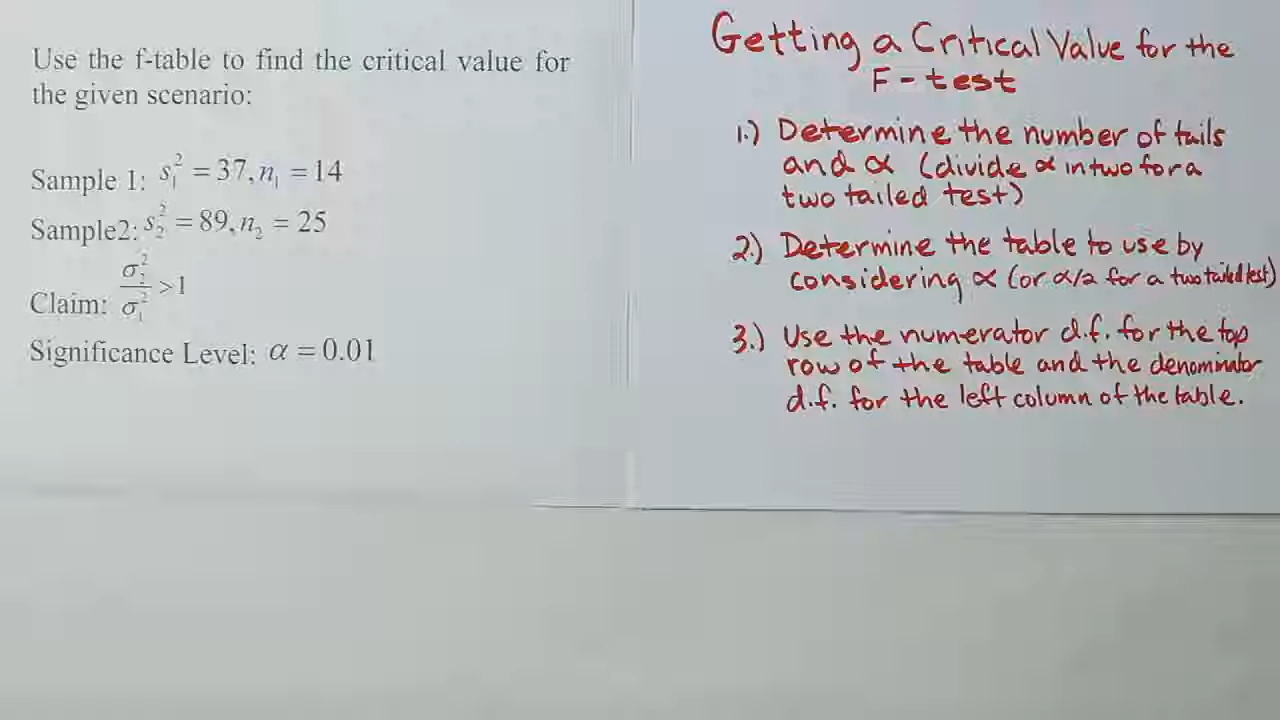 Use the f-table to find the critical value for
the given scenario:
Sample 1: s₁² = 37, n₁ = 14
Sample2: s₂² = 89, n₂ = 25
Claim: σ₂²/σ₁² > 1
Significance Level: α = 0.01
Getting a Critical Value for the
F-test
1.) Determine the number of tails
and α (divide α in two for a
two tailed test)
2.) Determine the table to use by
considering α (or α/2 for a two tailed test)
3.) Use the numerator d.f. for the top
row of the table and the denominator
d.f. for the left column of the table.